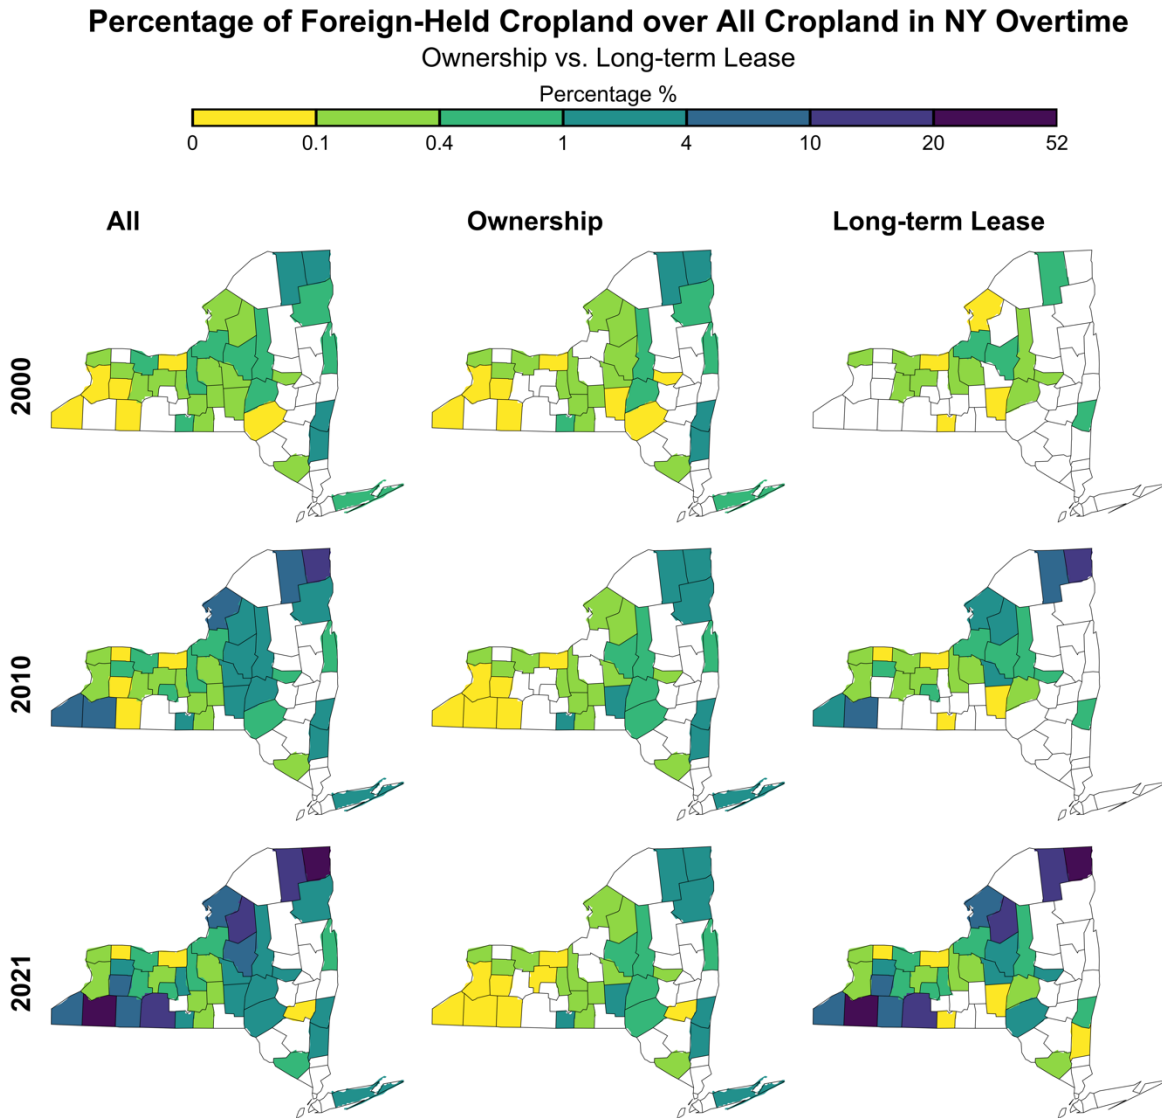 Percentage of Foreign-Held Cropland over All Cropland in NY Overtime
Ownership vs. Long-term Lease
Percentage %
0 0.1 0.4 1 4 10 20 52
All Ownership Long-term Lease
2000
2010
2021